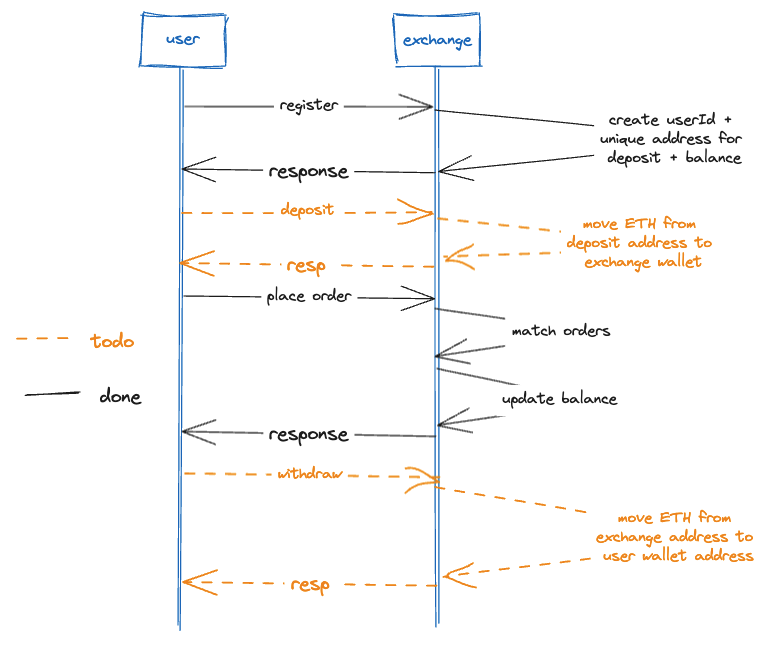 user
exchange
register
create userId +
unique address for
deposit + balance
response
deposit
move ETH from
deposit address to
exchange wallet
resp
place order
match orders
todo
done
update balance
response
withdraw
move ETH from
exchange address to
user wallet address
resp